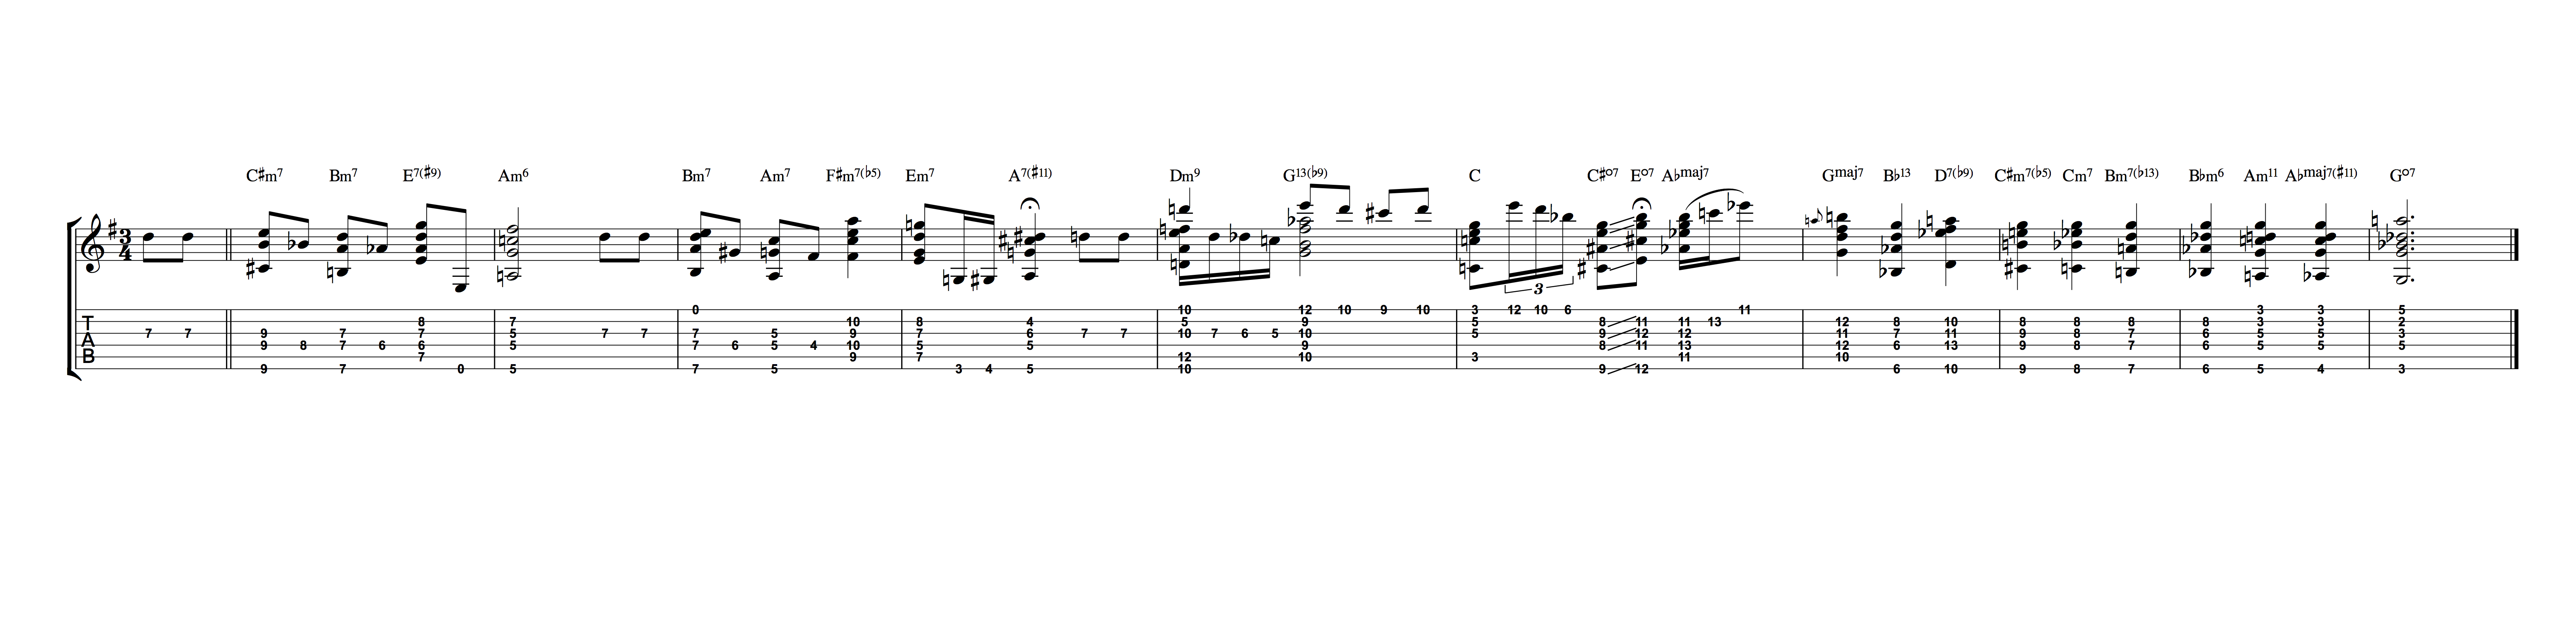 C♯m7 Bm7 E7(♯9) Am6 Bm7 Am7 F♯m7(♭5) Em7 A7(♯11) Dm9 G13(♭9) C C♯o7 Eo7 A♭maj7 Gmaj7 B♭13 D7(♭9) C♯m7(♭5) Cm7 Bm7(♭13) B♭m6 Am11 A♭maj7(♯11) Go7
3
4
3
0 10 12 10 9 10 3 12 10 6 11 3 3 5
T 8 7 10 8 4 5 9 5 8 11 11 13 12 8 10 8 8 8 8 3 3 2
7 7 9 7 7 5 7 7 7 5 9 7 6 7 7 10 7 6 5 10 5 9 12 12 11 7 11 9 8 7 6 5 5 3
A 9 8 7 6 6 5 7 6 5 4 10 5 5 9 8 11 13 12 6 13 9 8 7 6 5 5 5
B 7 9 7 12 10 3 11 10
9 7 0 5 7 5 3 4 5 10 9 12 6 10 9 8 7 6 5 4 3